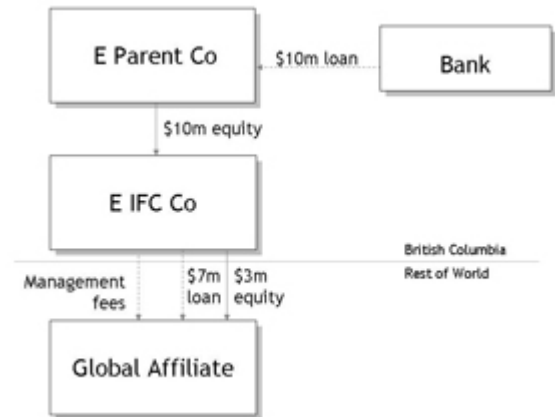 E Parent Co
$10m loan
Bank
$10m equity
E IFC Co
British Columbia
Rest of World
Management
fees
$7m
loan
$3m
equity
Global Affiliate